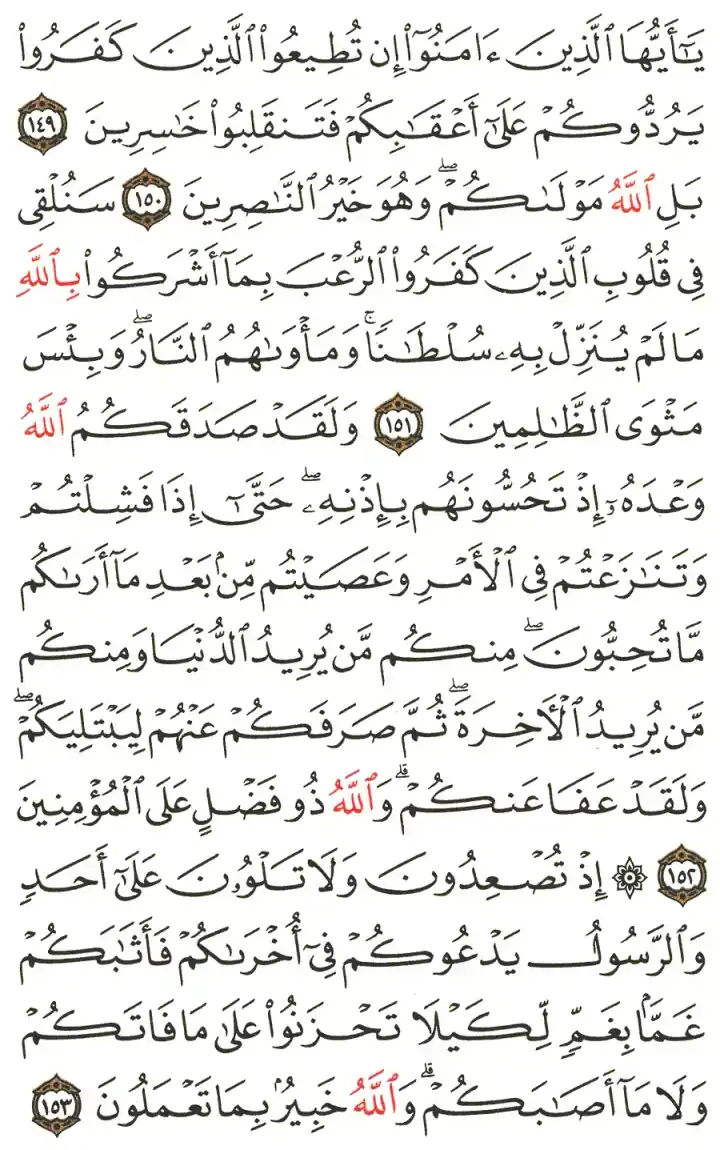 يَٰٓأَيُّهَا ٱلَّذِينَ ءَامَنُوٓا۟ إِن تُطِيعُوا۟ ٱلَّذِينَ كَفَرُوا۟
يَرُدُّوكُمْ عَلَىٰٓ أَعْقَٰبِكُمْ فَتَنقَلِبُوا۟ خَٰسِرِينَ ١٤٩
بَلِ ٱللَّهُ مَوْلَىٰكُمْ ۖ وَهُوَ خَيْرُ ٱلنَّٰصِرِينَ ١٥٠ سَنُلْقِى
فِى قُلُوبِ ٱلَّذِينَ كَفَرُوا۟ ٱلرُّعْبَ بِمَآ أَشْرَكُوا۟ بِٱللَّهِ
مَا لَمْ يُنَزِّلْ بِهِۦ سُلْطَٰنًا ۚ وَمَأْوَىٰهُمُ ٱلنَّارُ ۖ وَبِئْسَ
مَثْوَى ٱلظَّٰلِمِينَ ١٥١ وَلَقَدْ صَدَقَكُمُ ٱللَّهُ
وَعْدَهُۥٓ إِذْ تَحُسُّونَهُم بِإِذْنِهِۦ ۖ حَتَّىٰٓ إِذَا فَشِلْتُمْ
وَتَنَٰزَعْتُمْ فِى ٱلْأَمْرِ وَعَصَيْتُم مِّنۢ بَعْدِ مَآ أَرَىٰكُم
مَّا تُحِبُّونَ ۖ مِنكُم مَّن يُرِيدُ ٱلدُّنْيَا وَمِنكُم
مَّن يُرِيدُ ٱلْأَخِرَةَ ۖ ثُمَّ صَرَفَكُمْ عَنْهُمْ لِيَبْتَلِيَكُمْ ۖ
وَلَقَدْ عَفَا عَنكُمْ ۗ وَٱللَّهُ ذُو فَضْلٍ عَلَى ٱلْمُؤْمِنِينَ
١٥٢ ۞ إِذْ تُصْعِدُونَ وَلَا تَلْوُۥنَ عَلَىٰٓ أَحَدٍ
وَٱلرَّسُولُ يَدْعُوكُمْ فِىٓ أُخْرَىٰكُمْ فَأَثَٰبَكُمْ
غَمًّۢا بِغَمٍّ لِّكَيْلَا تَحْزَنُوا۟ عَلَىٰ مَا فَاتَكُمْ
وَلَا مَآ أَصَٰبَكُمْ ۗ وَٱللَّهُ خَبِيرٌۢ بِمَا تَعْمَلُونَ ١٥٣